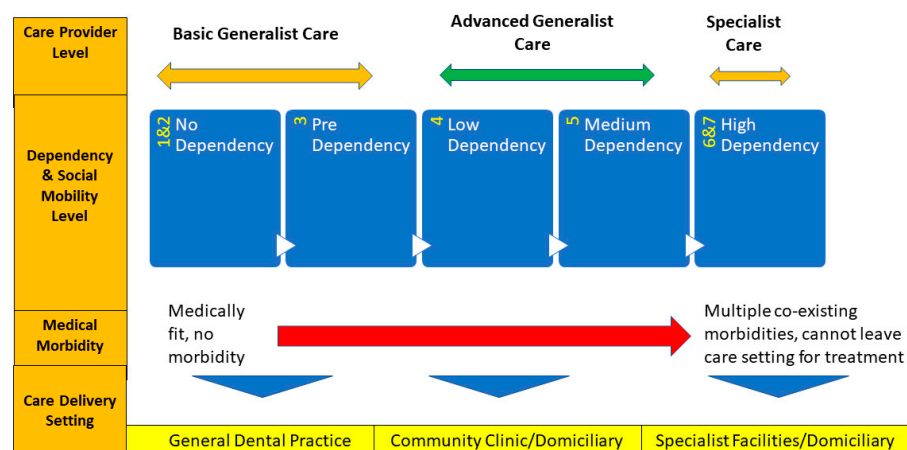 Care Provider
Level
Basic Generalist Care
Advanced Generalist
Care
Specialist
Care
Dependency
& Social
Mobility
Level
1&2
No
Dependency
3
Pre
Dependency
4
Low
Dependency
5
Medium
Dependency
6&7
High
Dependency
Medical
Morbidity
Medically
fit, no
morbidity
Multiple co-existing
morbidities, cannot leave
care setting for treatment
Care Delivery
Setting
General Dental Practice
Community Clinic/Domiciliary
Specialist Facilities/Domiciliary